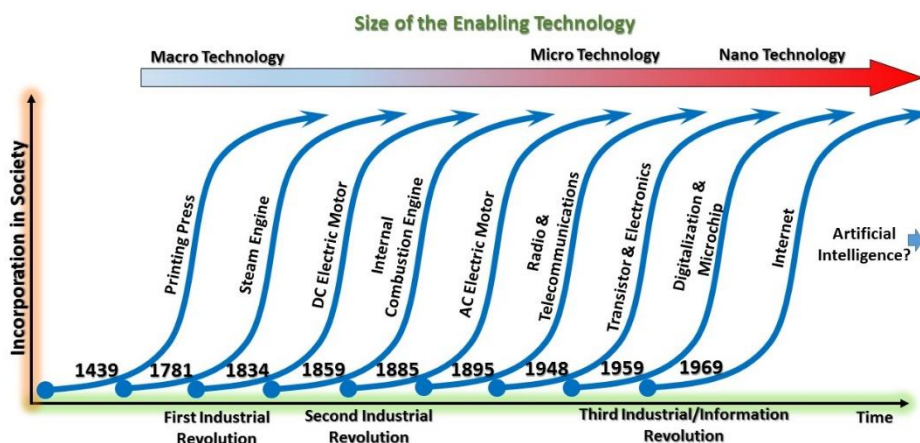 Size of the Enabling Technology
Macro Technology
Micro Technology
Nano Technology
Incorporation in Society
Printing Press
Steam Engine
DC Electric Motor
Internal
Combustion Engine
AC Electric Motor
Radio &
Telecommunications
Transistor & Electronics
Digitalization &
Microchip
Internet
Artificial
Intelligence?
1439
1781
1834
1859
1885
1895
1948
1959
1969
First Industrial
Revolution
Second Industrial
Revolution
Third Industrial/Information
Revolution
Time